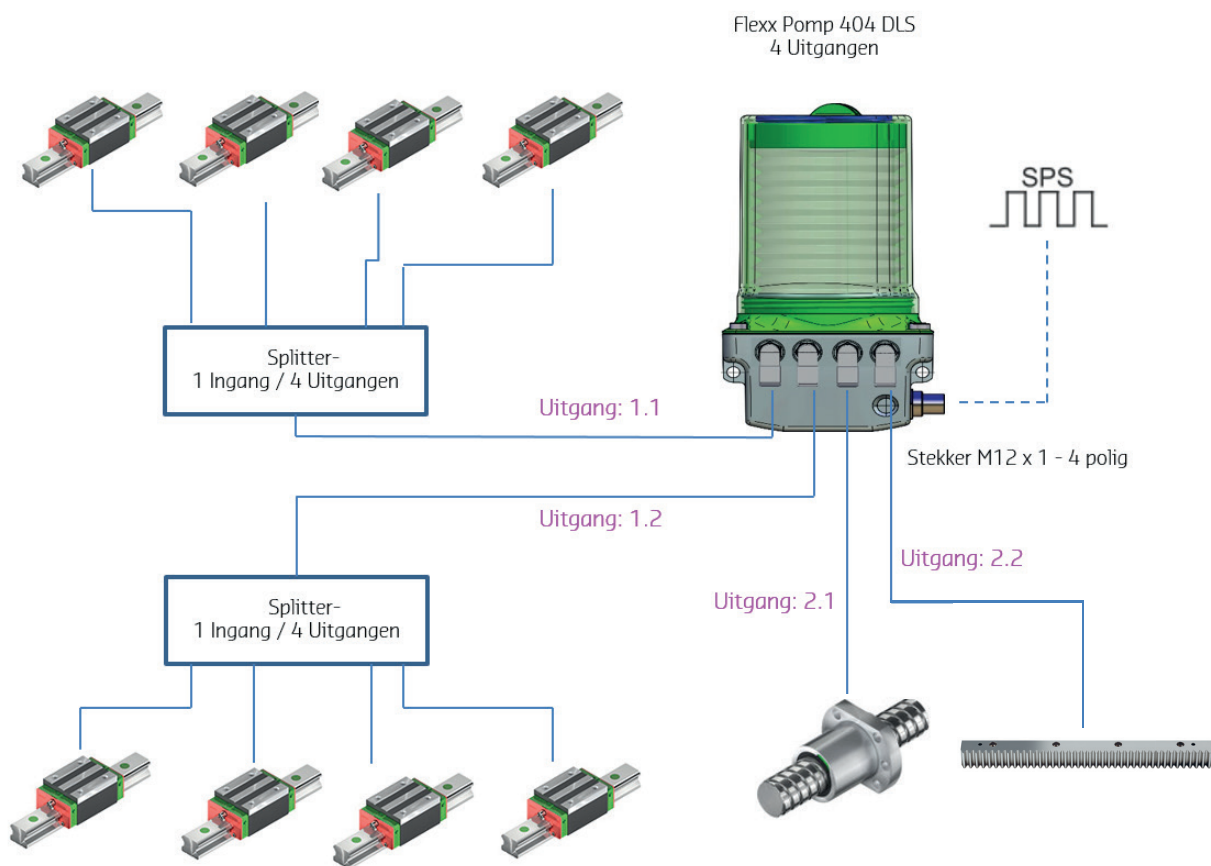 Flexx Pomp 404 DLS
4 Uitgangen
SPS
Splitter-
1 Ingang / 4 Uitgangen
Uitgang: 1.1
Stekker M12 x 1 - 4 polig
Uitgang: 1.2
Uitgang: 2.2
Uitgang: 2.1
Splitter-
1 Ingang / 4 Uitgangen